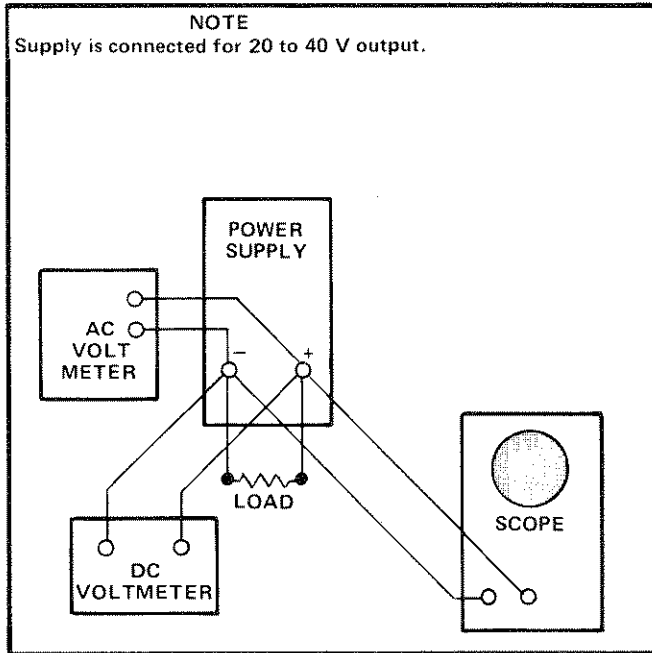 NOTE
Supply is connected for 20 to 40 V output.
POWER
SUPPLY
AC
VOLT
METER
− +
LOAD
SCOPE
DC
VOLTMETER